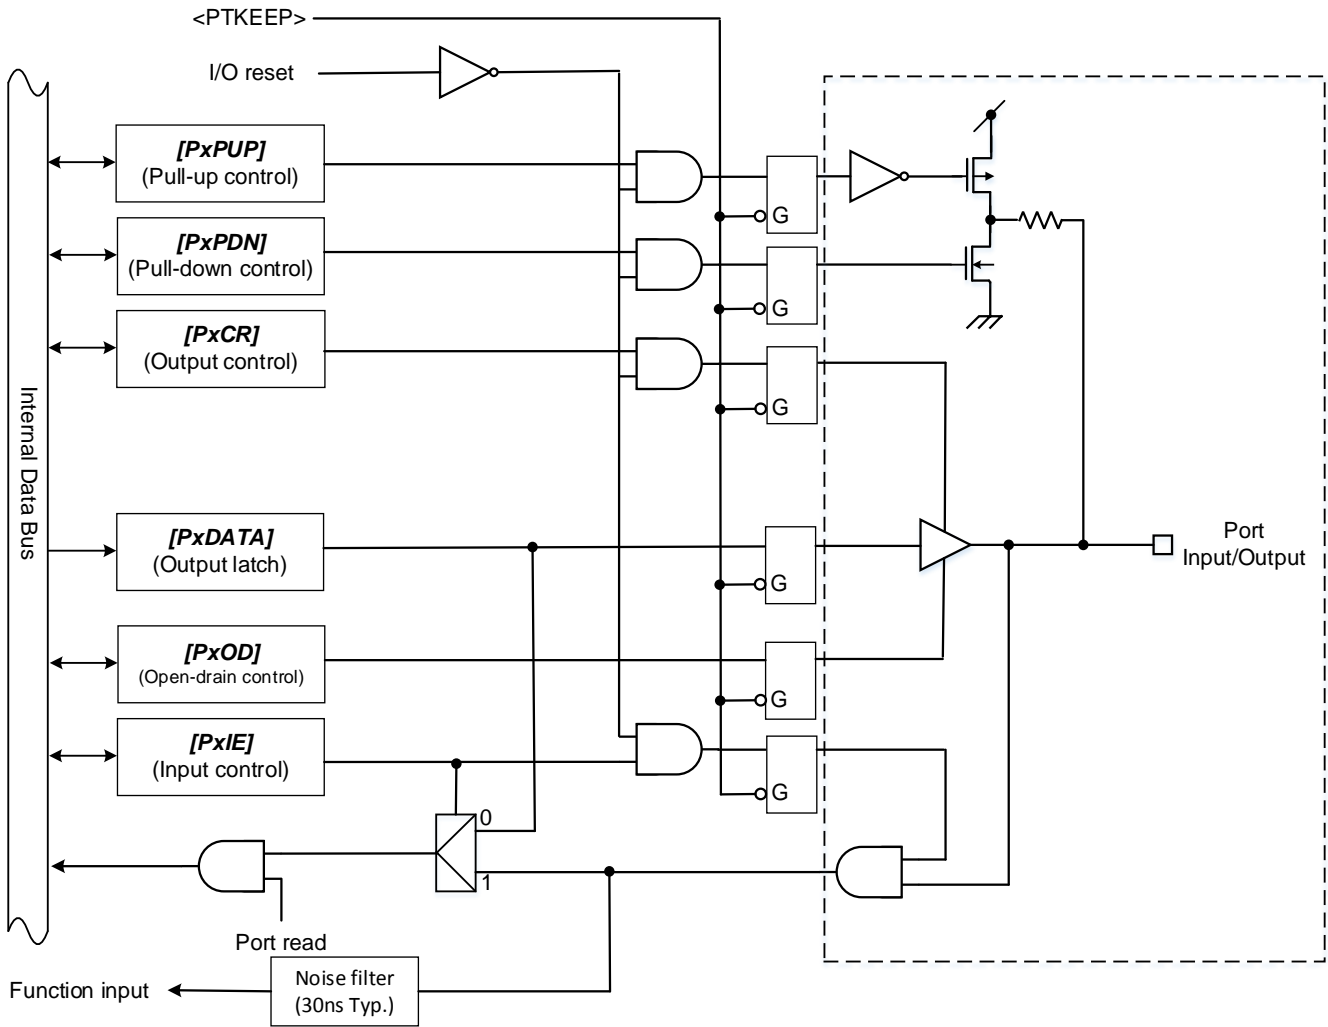 <PTKEEP>
I/O reset
[PxPUP]
(Pull-up control)
G
[PxPDN]
(Pull-down control)
G
[PxCR]
(Output control)
G
Internal Data Bus
[PxDATA]
(Output latch)
G
Port
Input/Output
[PxOD]
(Open-drain control)
G
[PxIE]
(Input control)
G
0
1
Port read
Noise filter
(30ns Typ.)
Function input